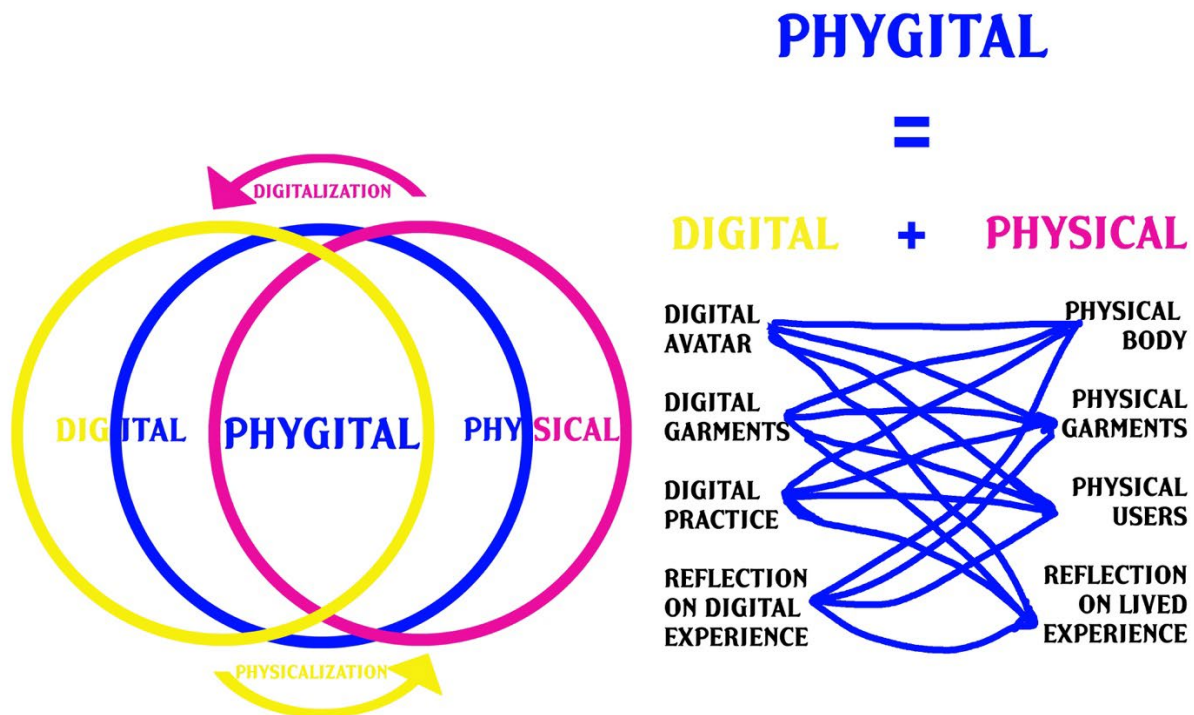 PHYGITAL
=
DIGITAL + PHYSICAL
DIGITALIZATION
DIGITAL
PHYGITAL
PHYSICAL
PHYSICALIZATION
DIGITAL
AVATAR
DIGITAL
GARMENTS
DIGITAL
PRACTICE
REFLECTION
ON DIGITAL
EXPERIENCE
PHYSICAL
BODY
PHYSICAL
GARMENTS
PHYSICAL
USERS
REFLECTION
ON LIVED
EXPERIENCE